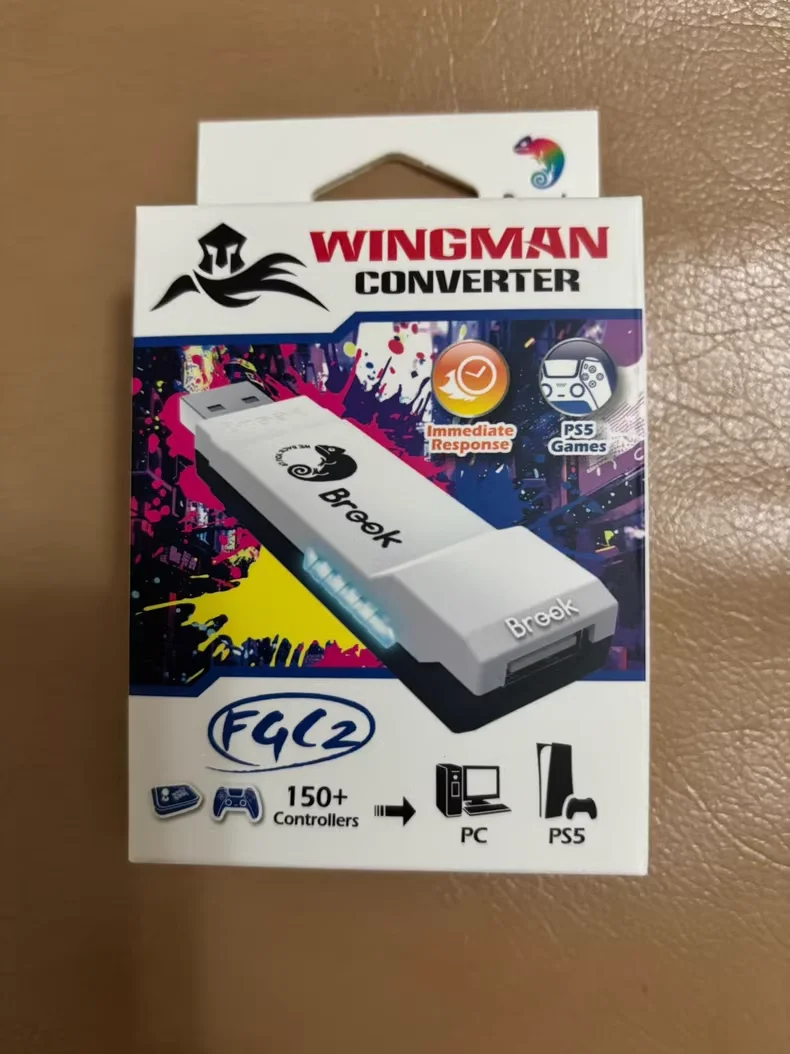 WINGMAN
CONVERTER
Immediate
Response
PS5
Games
Brook
Brook
FGC2
150+
Controllers
PC
PS5